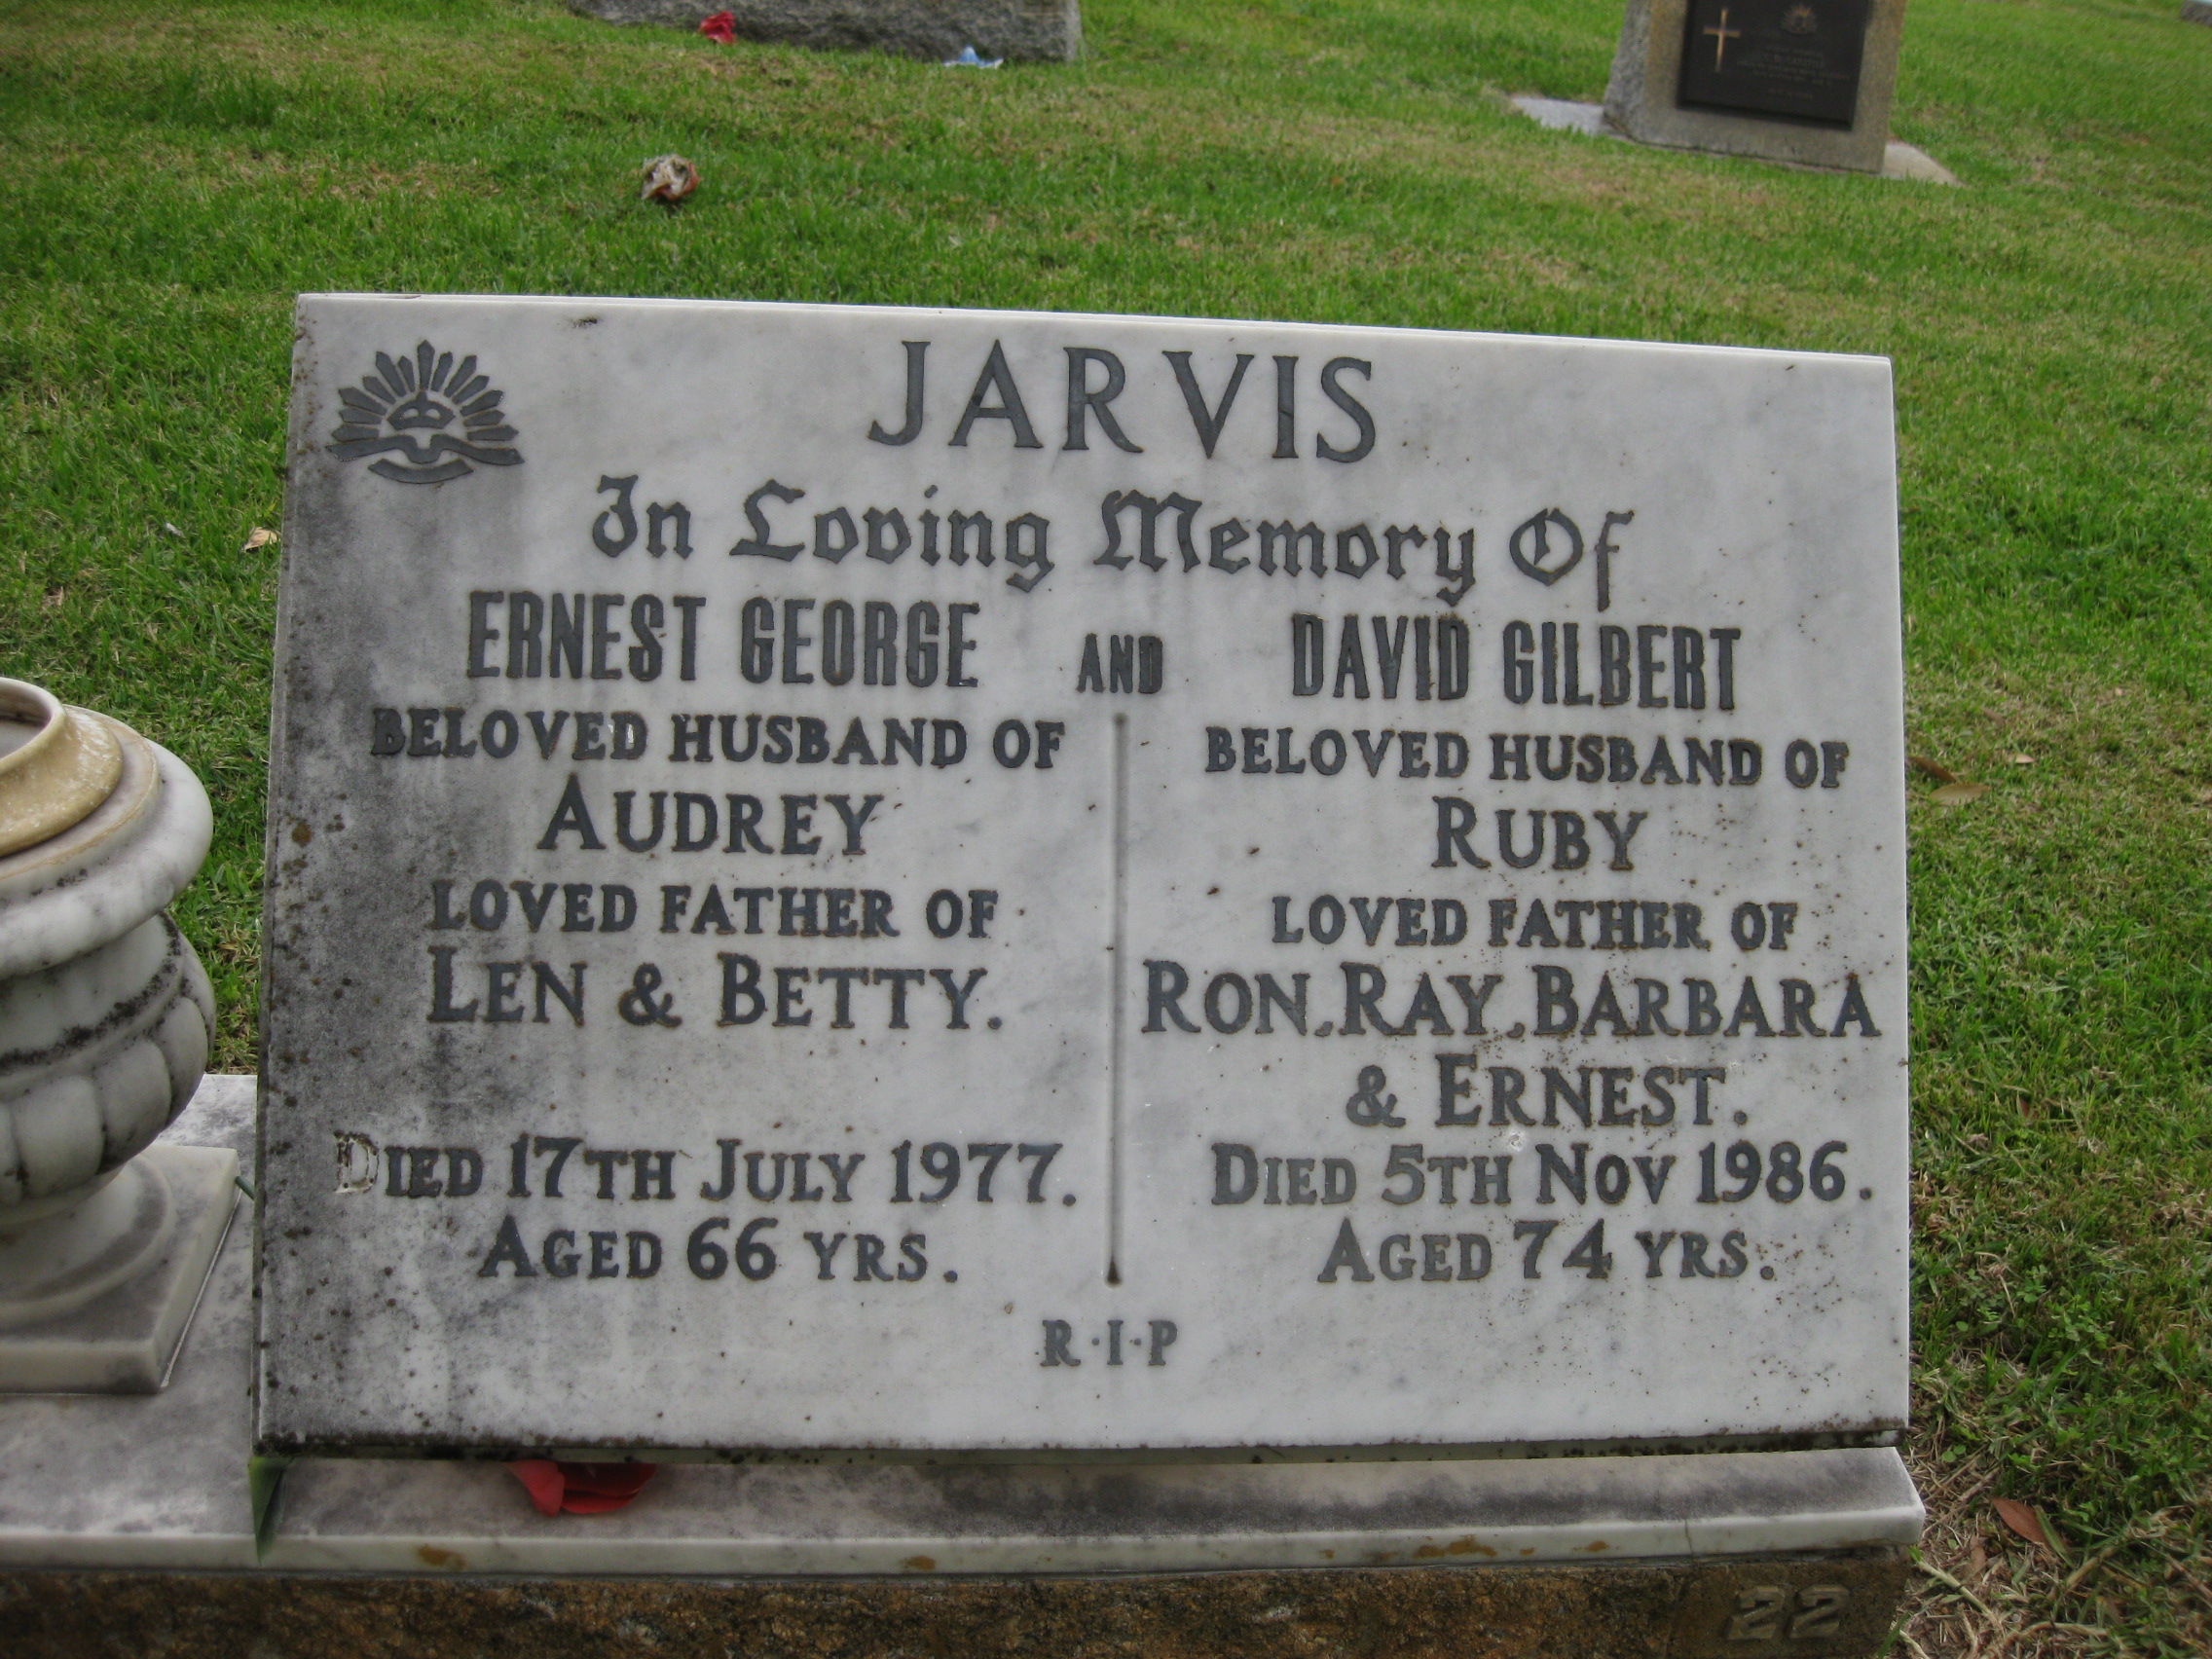 JARVIS
In Loving Memory Of
ERNEST GEORGE AND DAVID GILBERT
BELOVED HUSBAND OF
AUDREY
LOVED FATHER OF
LEN & BETTY.
DIED 17TH JULY 1977.
AGED 66 YRS.
BELOVED HUSBAND OF
RUBY
LOVED FATHER OF
RON, RAY, BARBARA
& ERNEST.
DIED 5TH NOV 1986.
AGED 74 YRS.
R·I·P
22